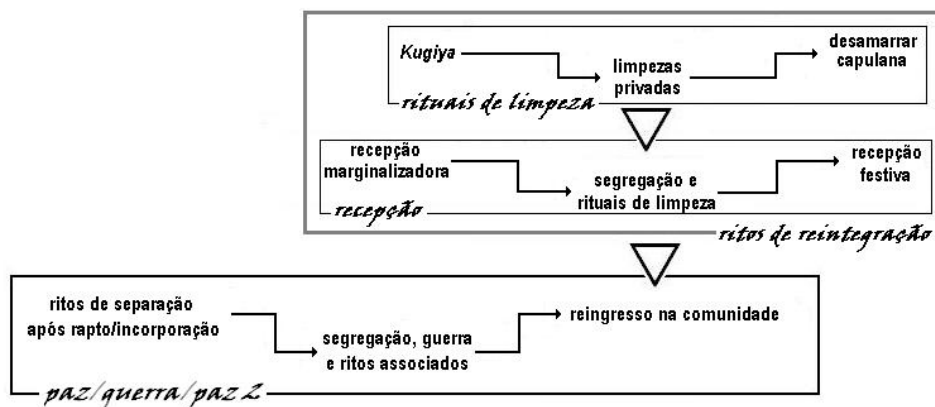 Kugiya
limpezas
privadas
desamarrar
capulana
rituais de limpeza
recepção
marginalizadora
segregação e
rituais de limpeza
recepção
festiva
recepção
ritos de reintegração
ritos de separação
após rapto/incorporação
segregação, guerra
e ritos associados
reingresso na comunidade
paz/guerra/paz 2